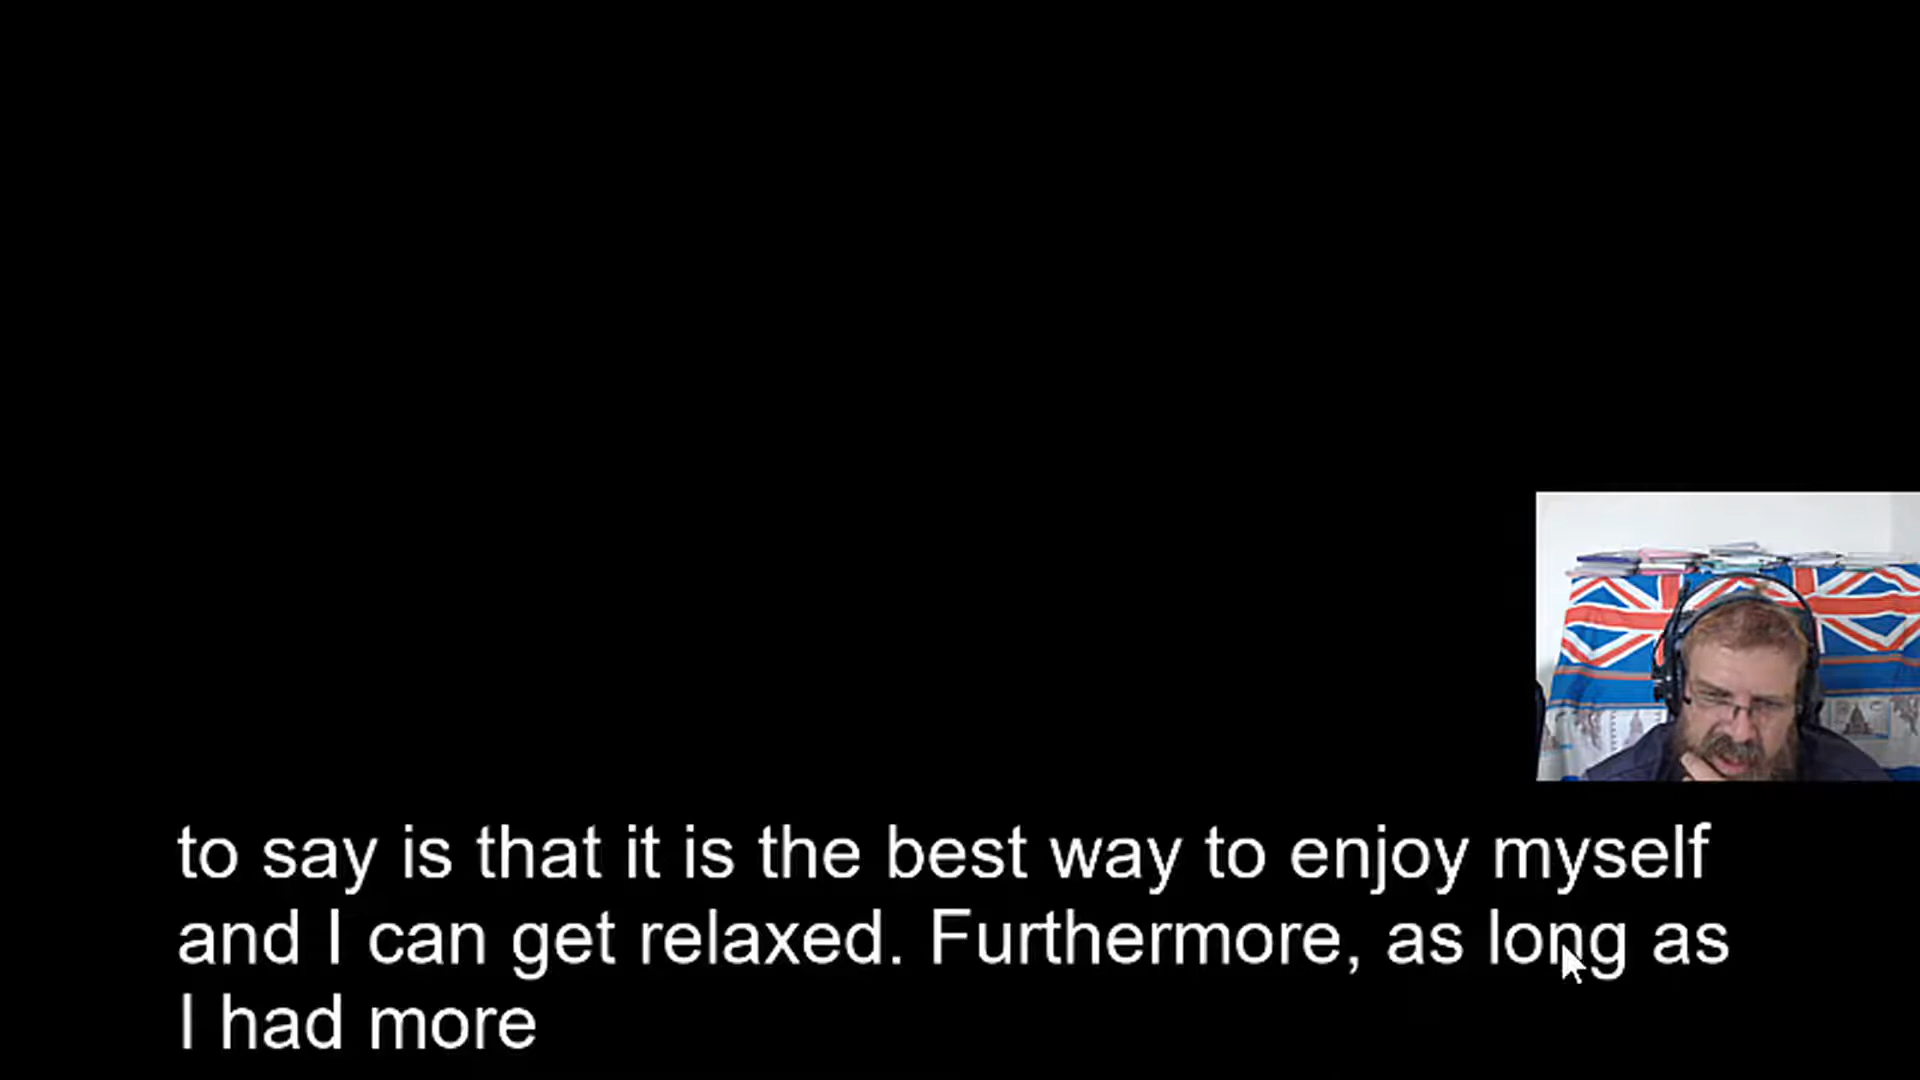 to say is that it is the best way to enjoy myself
and I can get relaxed. Furthermore, as long as
I had more